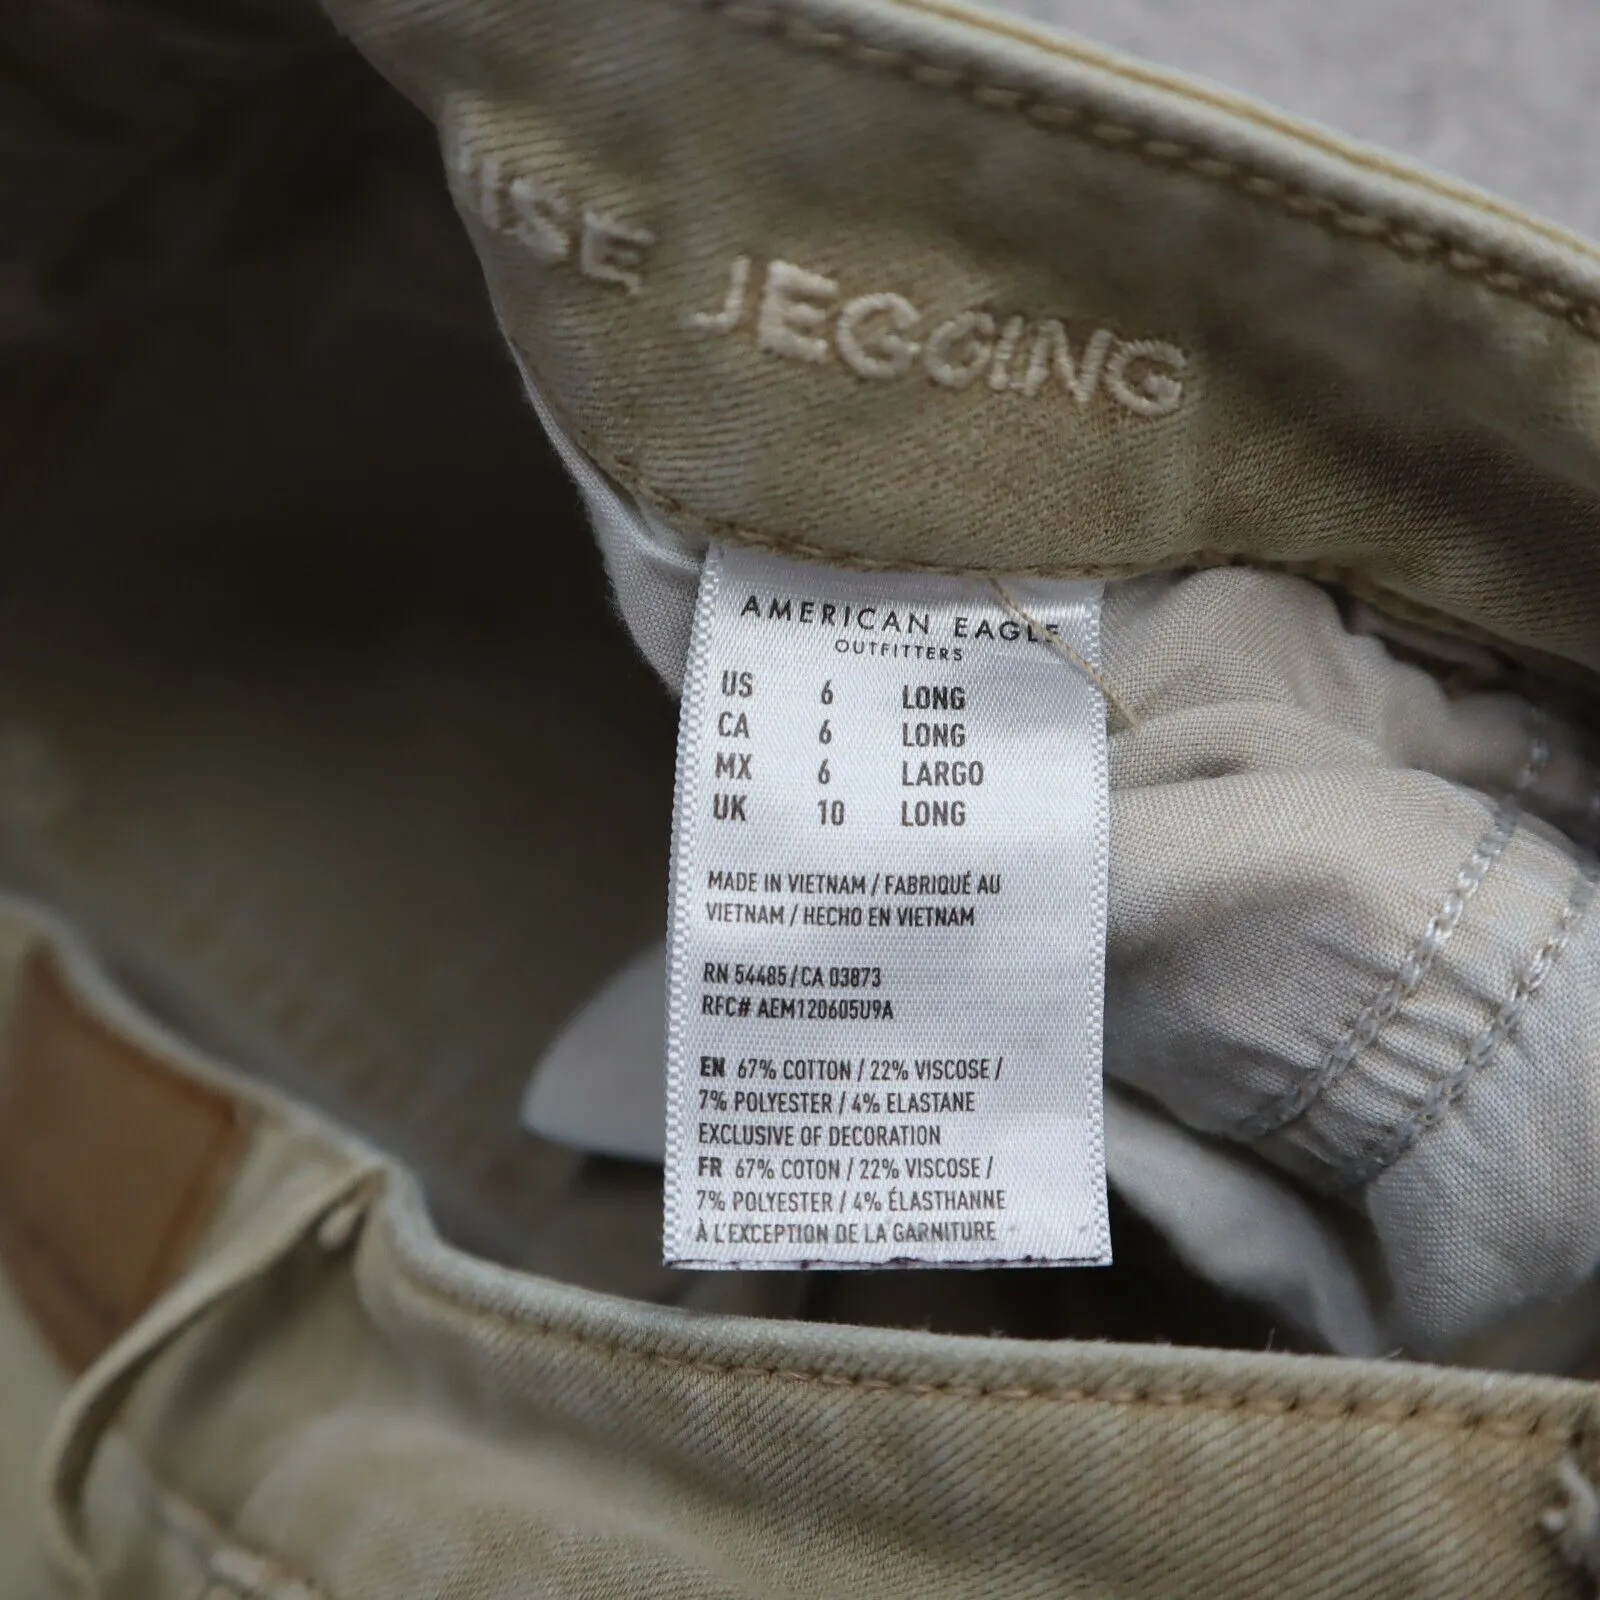 JEGGING
AMERICAN EAGLE
OUTFITTERS
US 6 LONG
CA 6 LONG
MX 6 LARGO
UK 10 LONG
MADE IN VIETNAM / FABRIQUÉ AU
VIETNAM / HECHO EN VIETNAM
RN 54485 / CA 03873
RFC# AEM120605U9A
EN 67% COTTON / 22% VISCOSE /
7% POLYESTER / 4% ELASTANE
EXCLUSIVE OF DECORATION
FR 67% COTON / 22% VISCOSE /
7% POLYESTER / 4% ÉLASTHANNE
À L'EXCEPTION DE LA GARNITURE